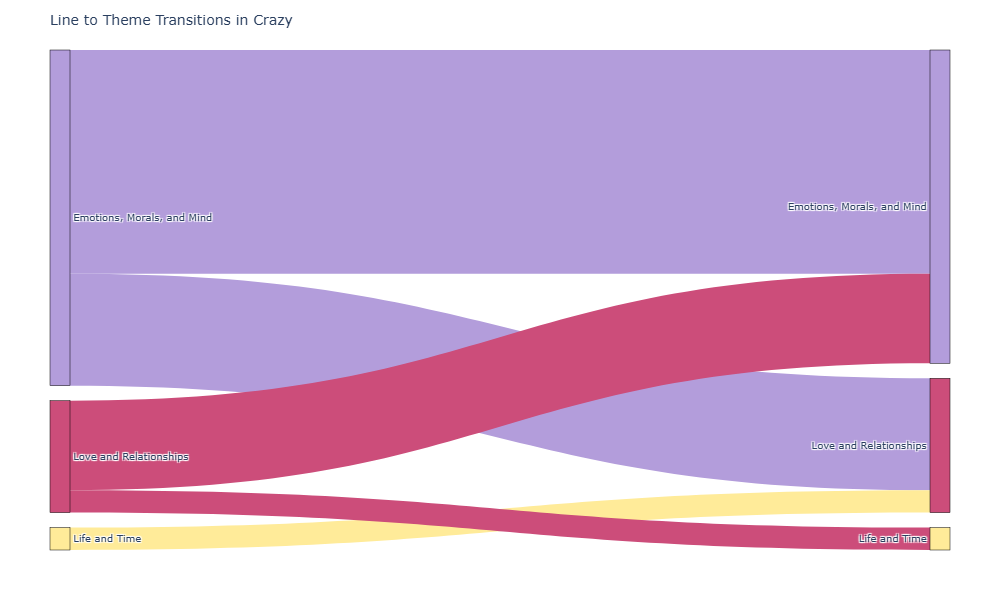 Line to Theme Transitions in Crazy
Emotions, Morals, and Mind
Emotions, Morals, and Mind
Love and Relationships
Love and Relationships
Life and Time
Life and Time